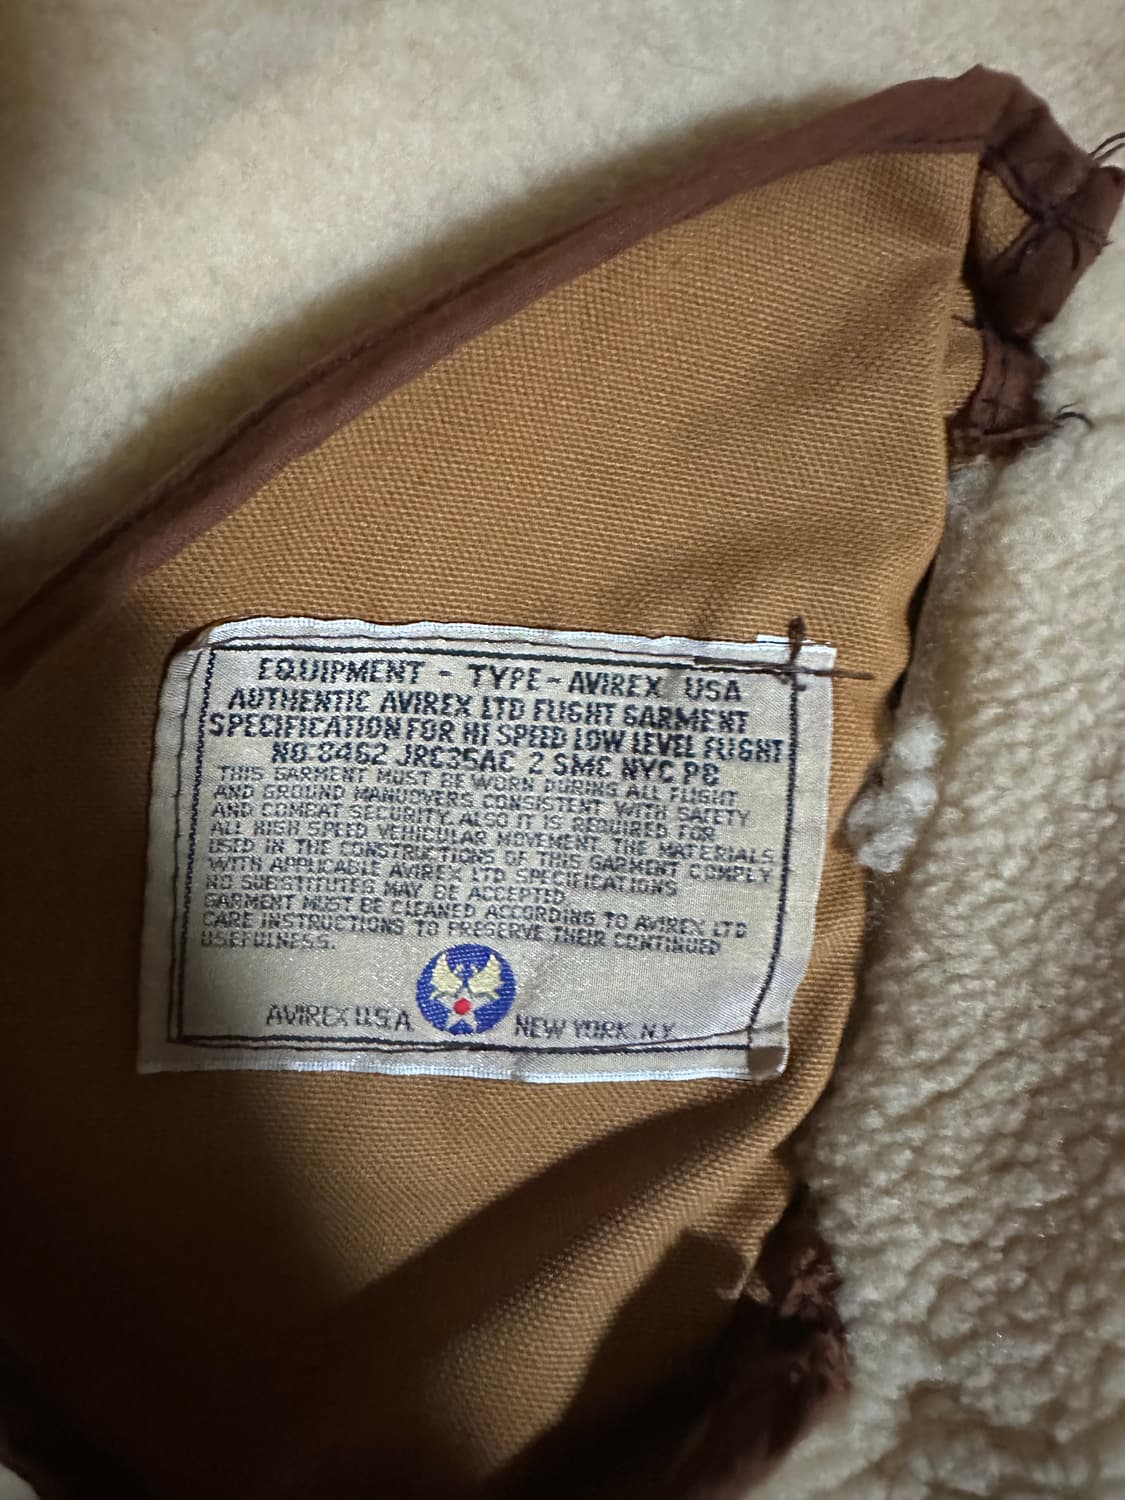 EQUIPMENT - TYPE - AVIREX USA
AUTHENTIC AVIREX LTD FLIGHT GARMENT
SPECIFICATION FOR HI SPEED LOW LEVEL FLIGHT
NO. 8462 JRC35AC 2 SMC NYC P8
THIS GARMENT MUST BE WORN DURING ALL FLIGHT
AND GROUND MANUOVERS CONSISTENT WITH SAFETY
AND COMBAT SECURITY. ALSO IT IS REQUIRED FOR
ALL HIGH SPEED VEHICULAR MOVEMENT. THE MATERIALS
USED IN THE CONSTRUCTIONS OF THIS GARMENT COMPLY
WITH APPLICABLE AVIREX LTD SPECIFICATIONS
NO SUBSTITUTES MAY BE ACCEPTED.
GARMENT MUST BE CLEANED ACCORDING TO AVIREX LTD
CARE INSTRUCTIONS TO PRESERVE THEIR CONTINUED
USEFULNESS.
AVIREX U.S.A. NEW YORK N.Y.